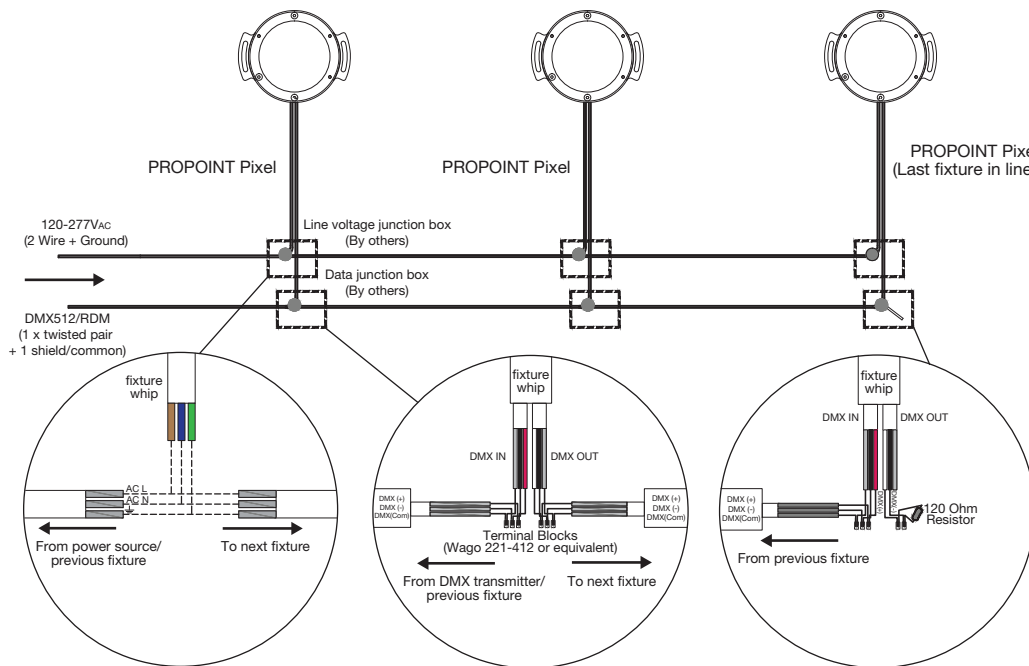 PROPOINT Pixel
PROPOINT Pixel
PROPOINT Pixe
(Last fixture in line
120-277VAC
(2 Wire + Ground)
Line voltage junction box
(By others)
Data junction box
(By others)
DMX512/RDM
(1 x twisted pair
+ 1 shield/common)
fixture
whip
AC L
AC N
From power source/
previous fixture
To next fixture
fixture
whip
DMX IN
DMX OUT
DMX (+)
DMX (-)
DMX(Com)
DMX (+)
DMX (-)
DMX(Com)
Terminal Blocks
(Wago 221-412 or equivalent)
From DMX transmitter/
previous fixture
To next fixture
fixture
whip
DMX IN
DMX OUT
DMX (+)
DMX (-)
DMX(Com)
120 Ohm
Resistor
From previous fixture